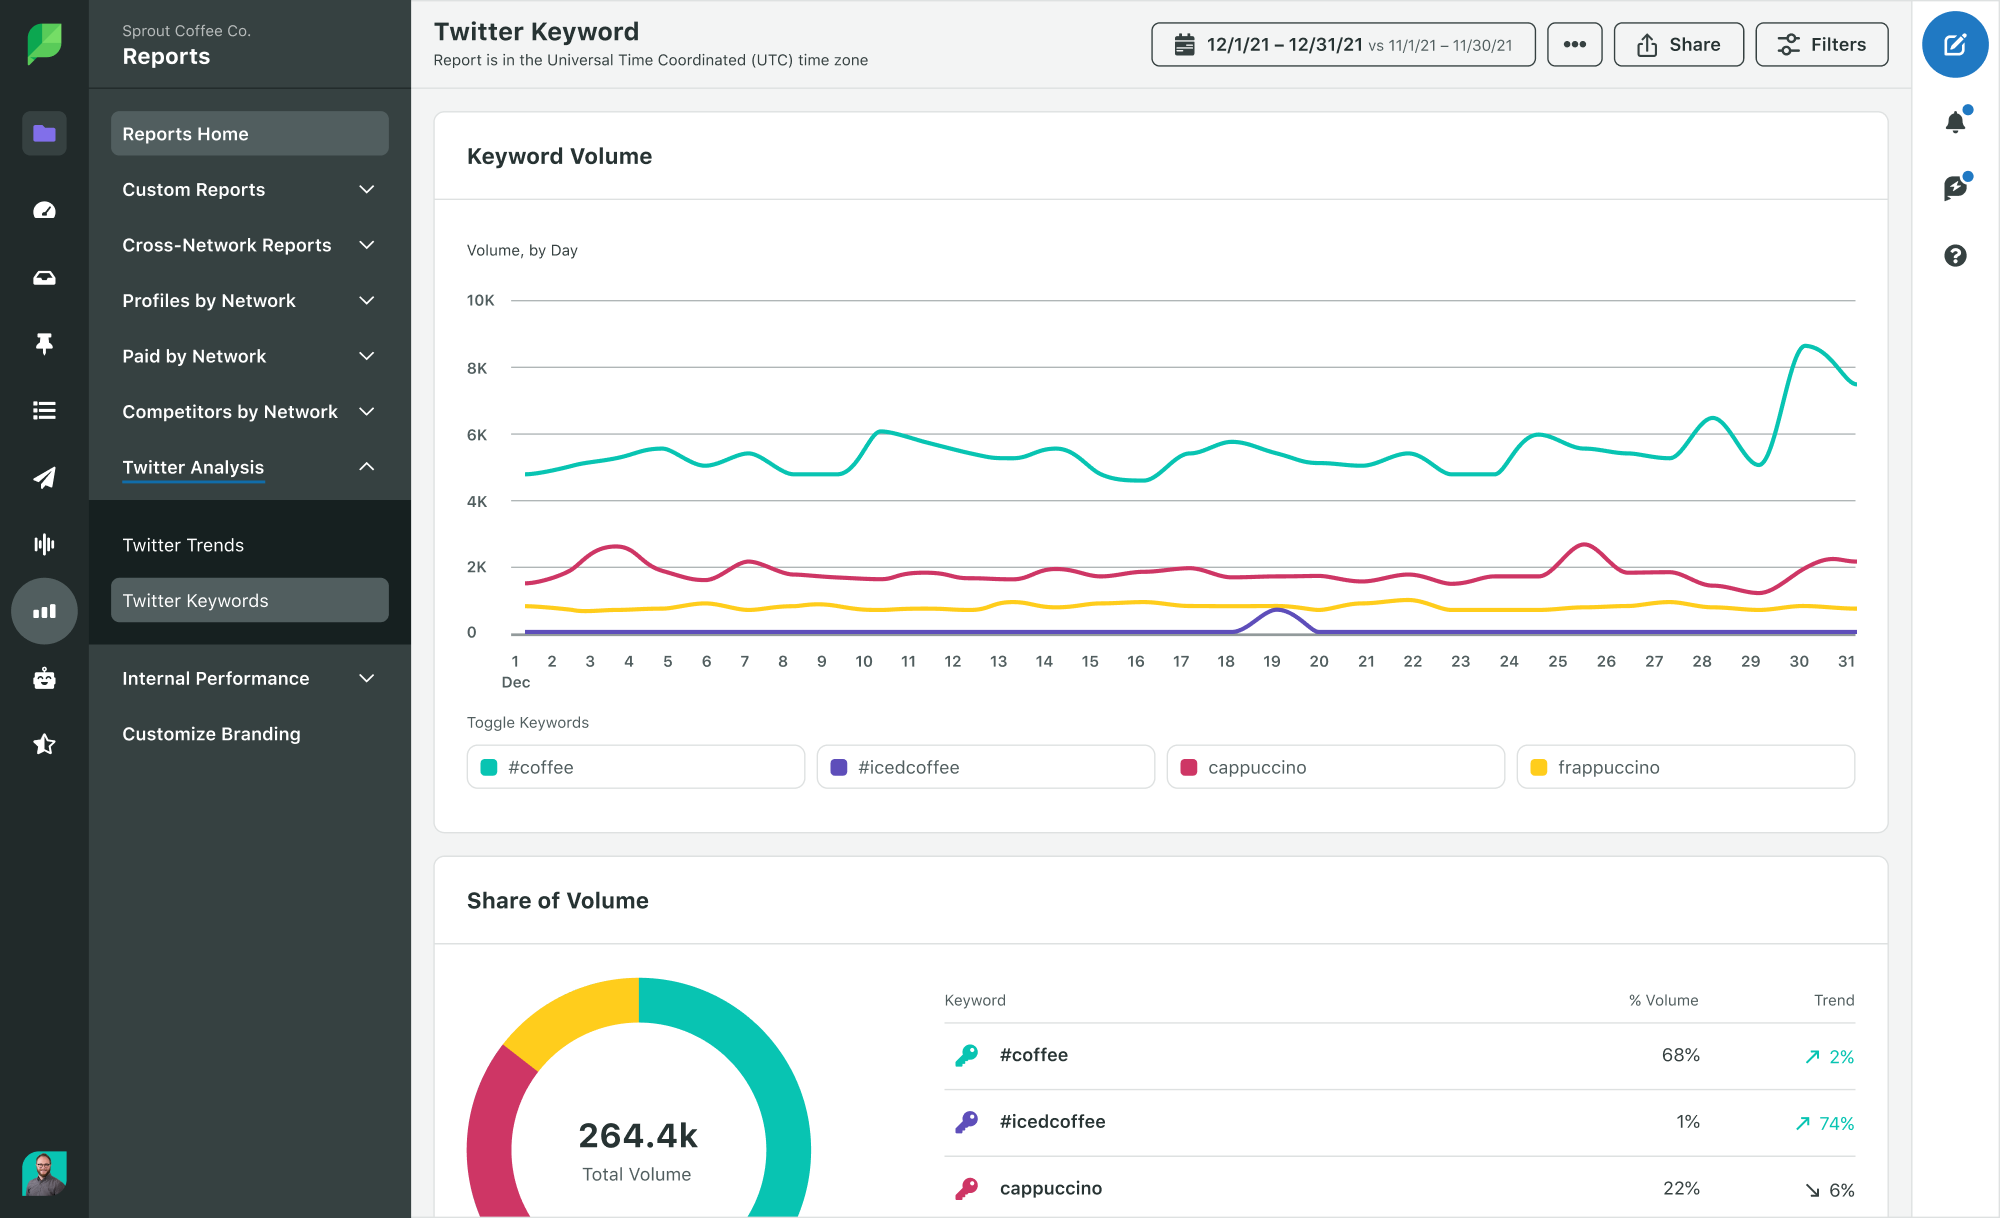 Sprout Coffee Co.
Reports
Reports Home
Custom Reports
Cross-Network Reports
Profiles by Network
Paid by Network
Competitors by Network
Twitter Analysis
Twitter Trends
Twitter Keywords
Internal Performance
Customize Branding
Twitter Keyword
Report is in the Universal Time Coordinated (UTC) time zone
12/1/21 – 12/31/21 vs 11/1/21 – 11/30/21
Share
Filters
Keyword Volume
Volume, by Day
10K
8K
6K
4K
2K
0
1 2 3 4 5 6 7 8 9 10 11 12 13 14 15 16 17 18 19 20 21 22 23 24 25 26 27 28 29 30 31
Dec
Toggle Keywords
#coffee #icedcoffee cappuccino frappuccino
Share of Volume
264.4k
Total Volume
Keyword % Volume Trend
#coffee 68% 2%
#icedcoffee 1% 74%
cappuccino 22% 6%